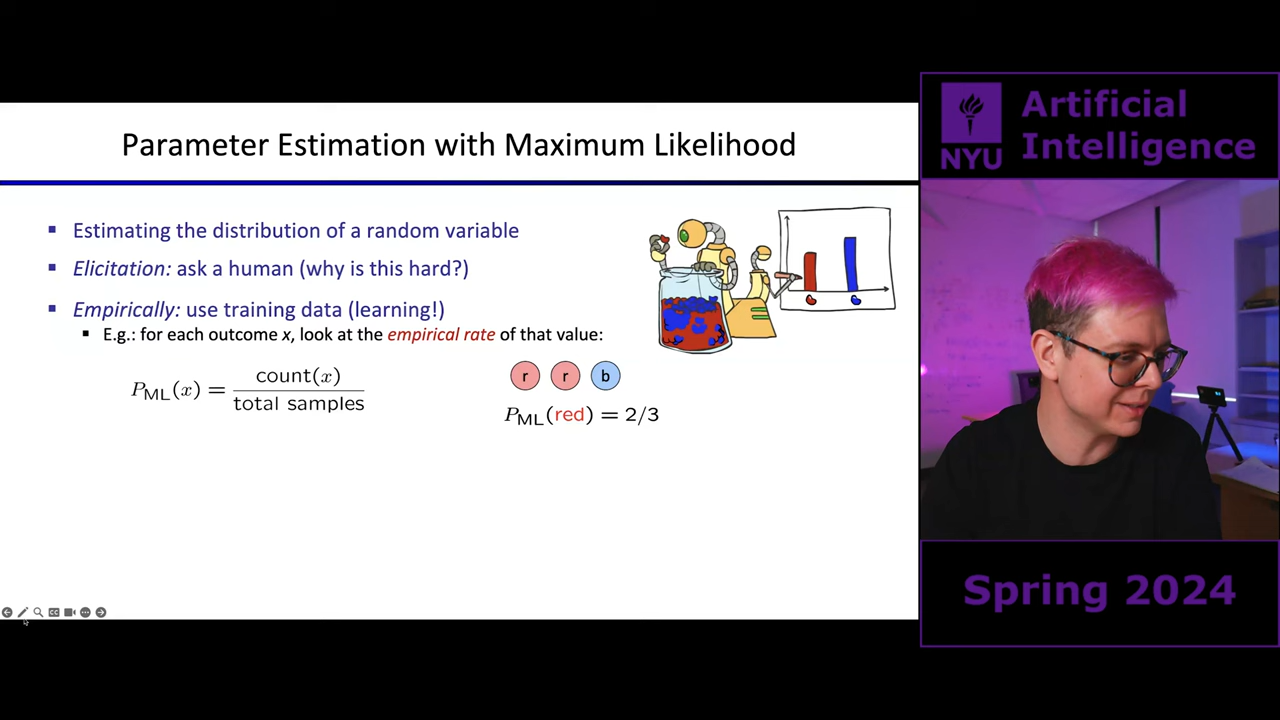 Parameter Estimation with Maximum Likelihood
▪ Estimating the distribution of a random variable
▪ Elicitation: ask a human (why is this hard?)
▪ Empirically: use training data (learning!)
▪ E.g.: for each outcome x, look at the empirical rate of that value:
P_ML(x) = count(x) / total samples
r r b
P_ML(red) = 2/3
NYU
Artificial
Intelligence
Spring 2024